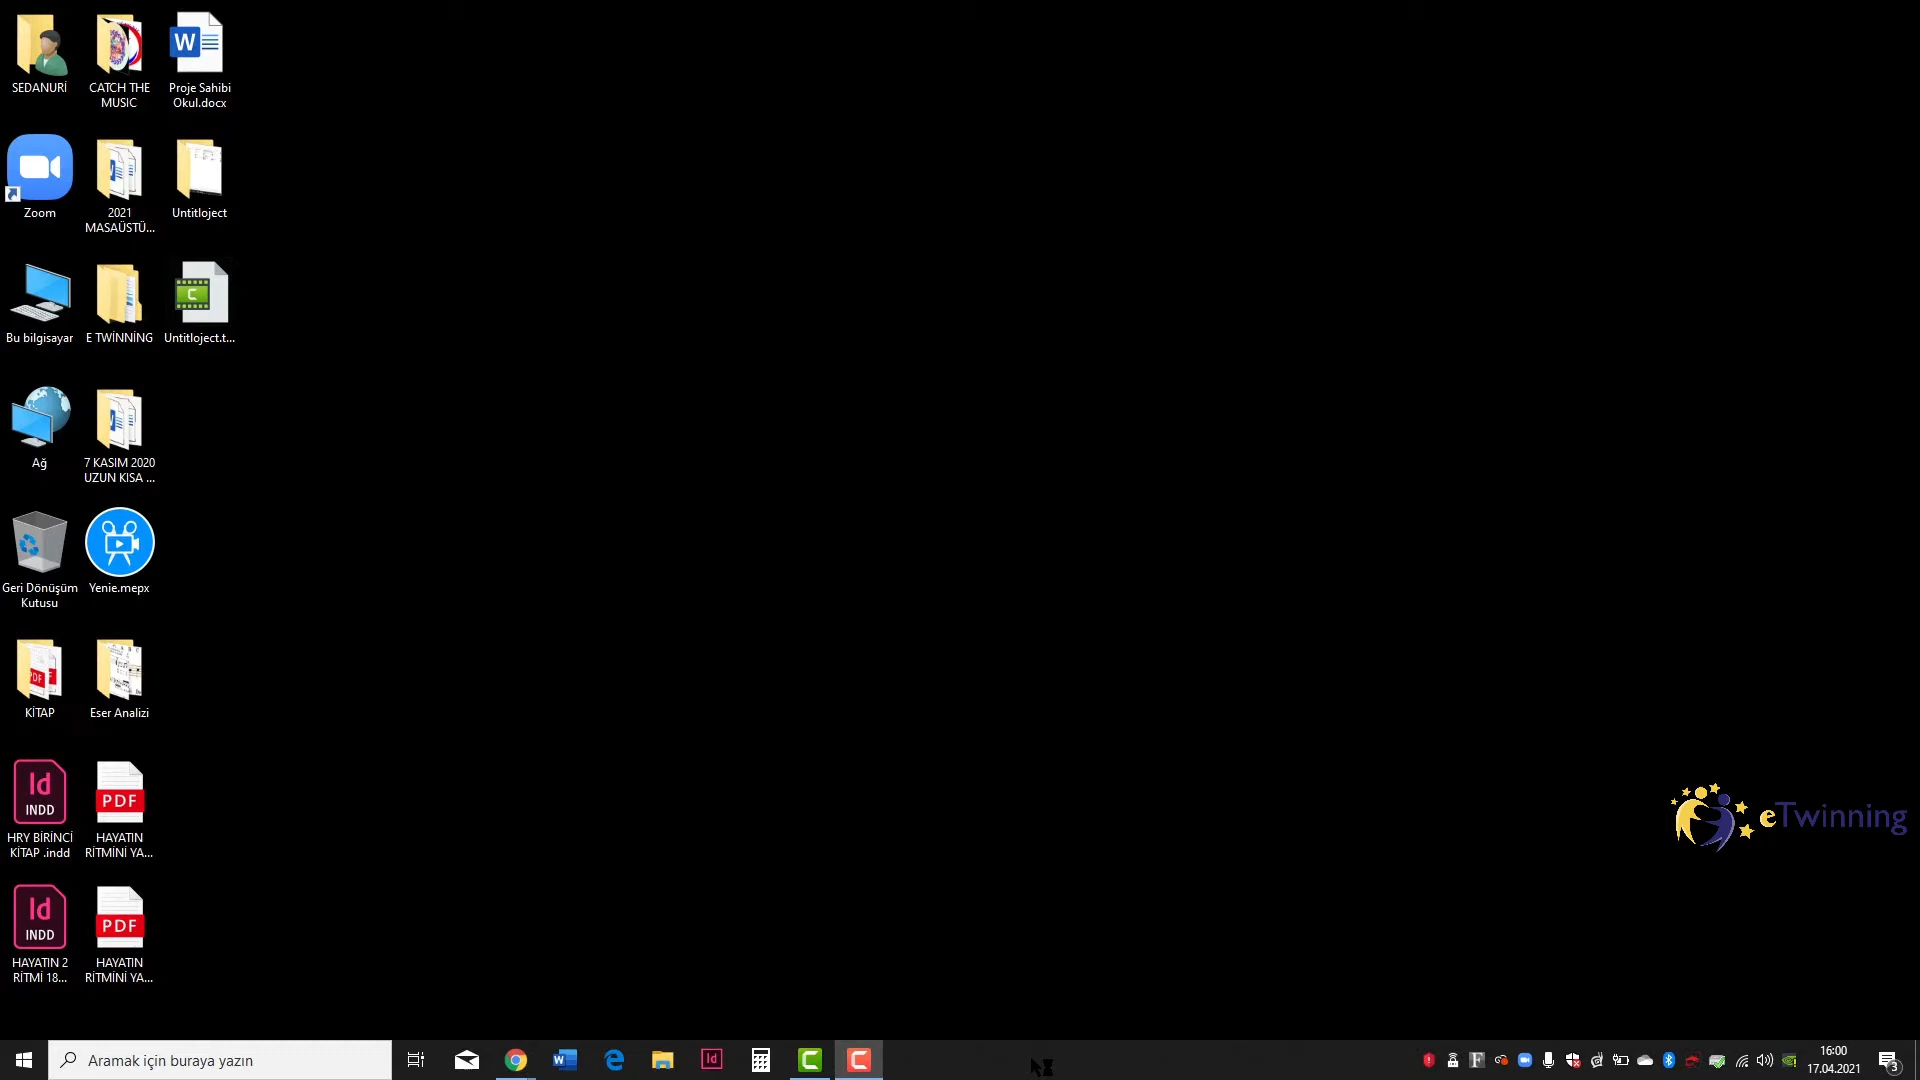 SEDANURİ
CATCH THE
MUSIC
Proje Sahibi
Okul.docx
Zoom
2021
MASAÜSTÜ...
Untitloject
Bu bilgisayar
E TWİNNİNG
Untitloject.t...
Ağ
7 KASIM 2020
UZUN KISA ...
Geri Dönüşüm
Kutusu
Yenie.mepx
PDF
KİTAP
Eser Analizi
Id
INDD
HRY BİRİNCİ
KİTAP .indd
PDF
HAYATIN
RİTMİNİ YA...
eTwinning
Id
INDD
HAYATIN 2
RİTMİ 18...
PDF
HAYATIN
RİTMİNİ YA...
Aramak için buraya yazın
16:00
17.04.2021
3